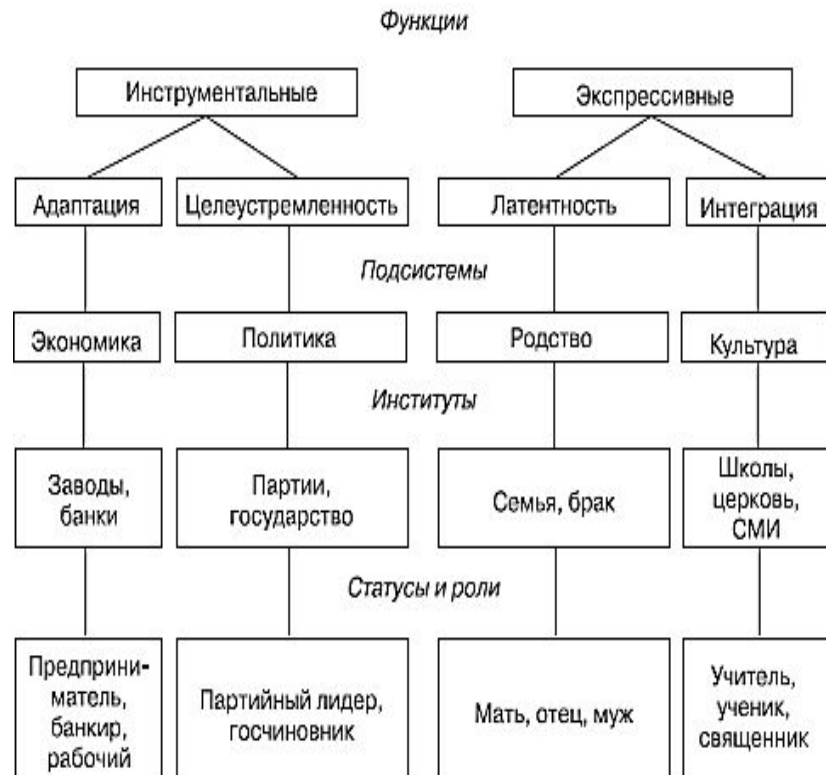 Функции
Инструментальные
Экспрессивные
Адаптация
Целеустремленность
Латентность
Интеграция
Подсистемы
Экономика
Политика
Родство
Культура
Институты
Заводы,
банки
Партии,
государство
Семья, брак
Школы,
церковь,
СМИ
Статусы и роли
Предприни-
матель,
банкир,
рабочий
Партийный лидер,
госчиновник
Мать, отец, муж
Учитель,
ученик,
священник